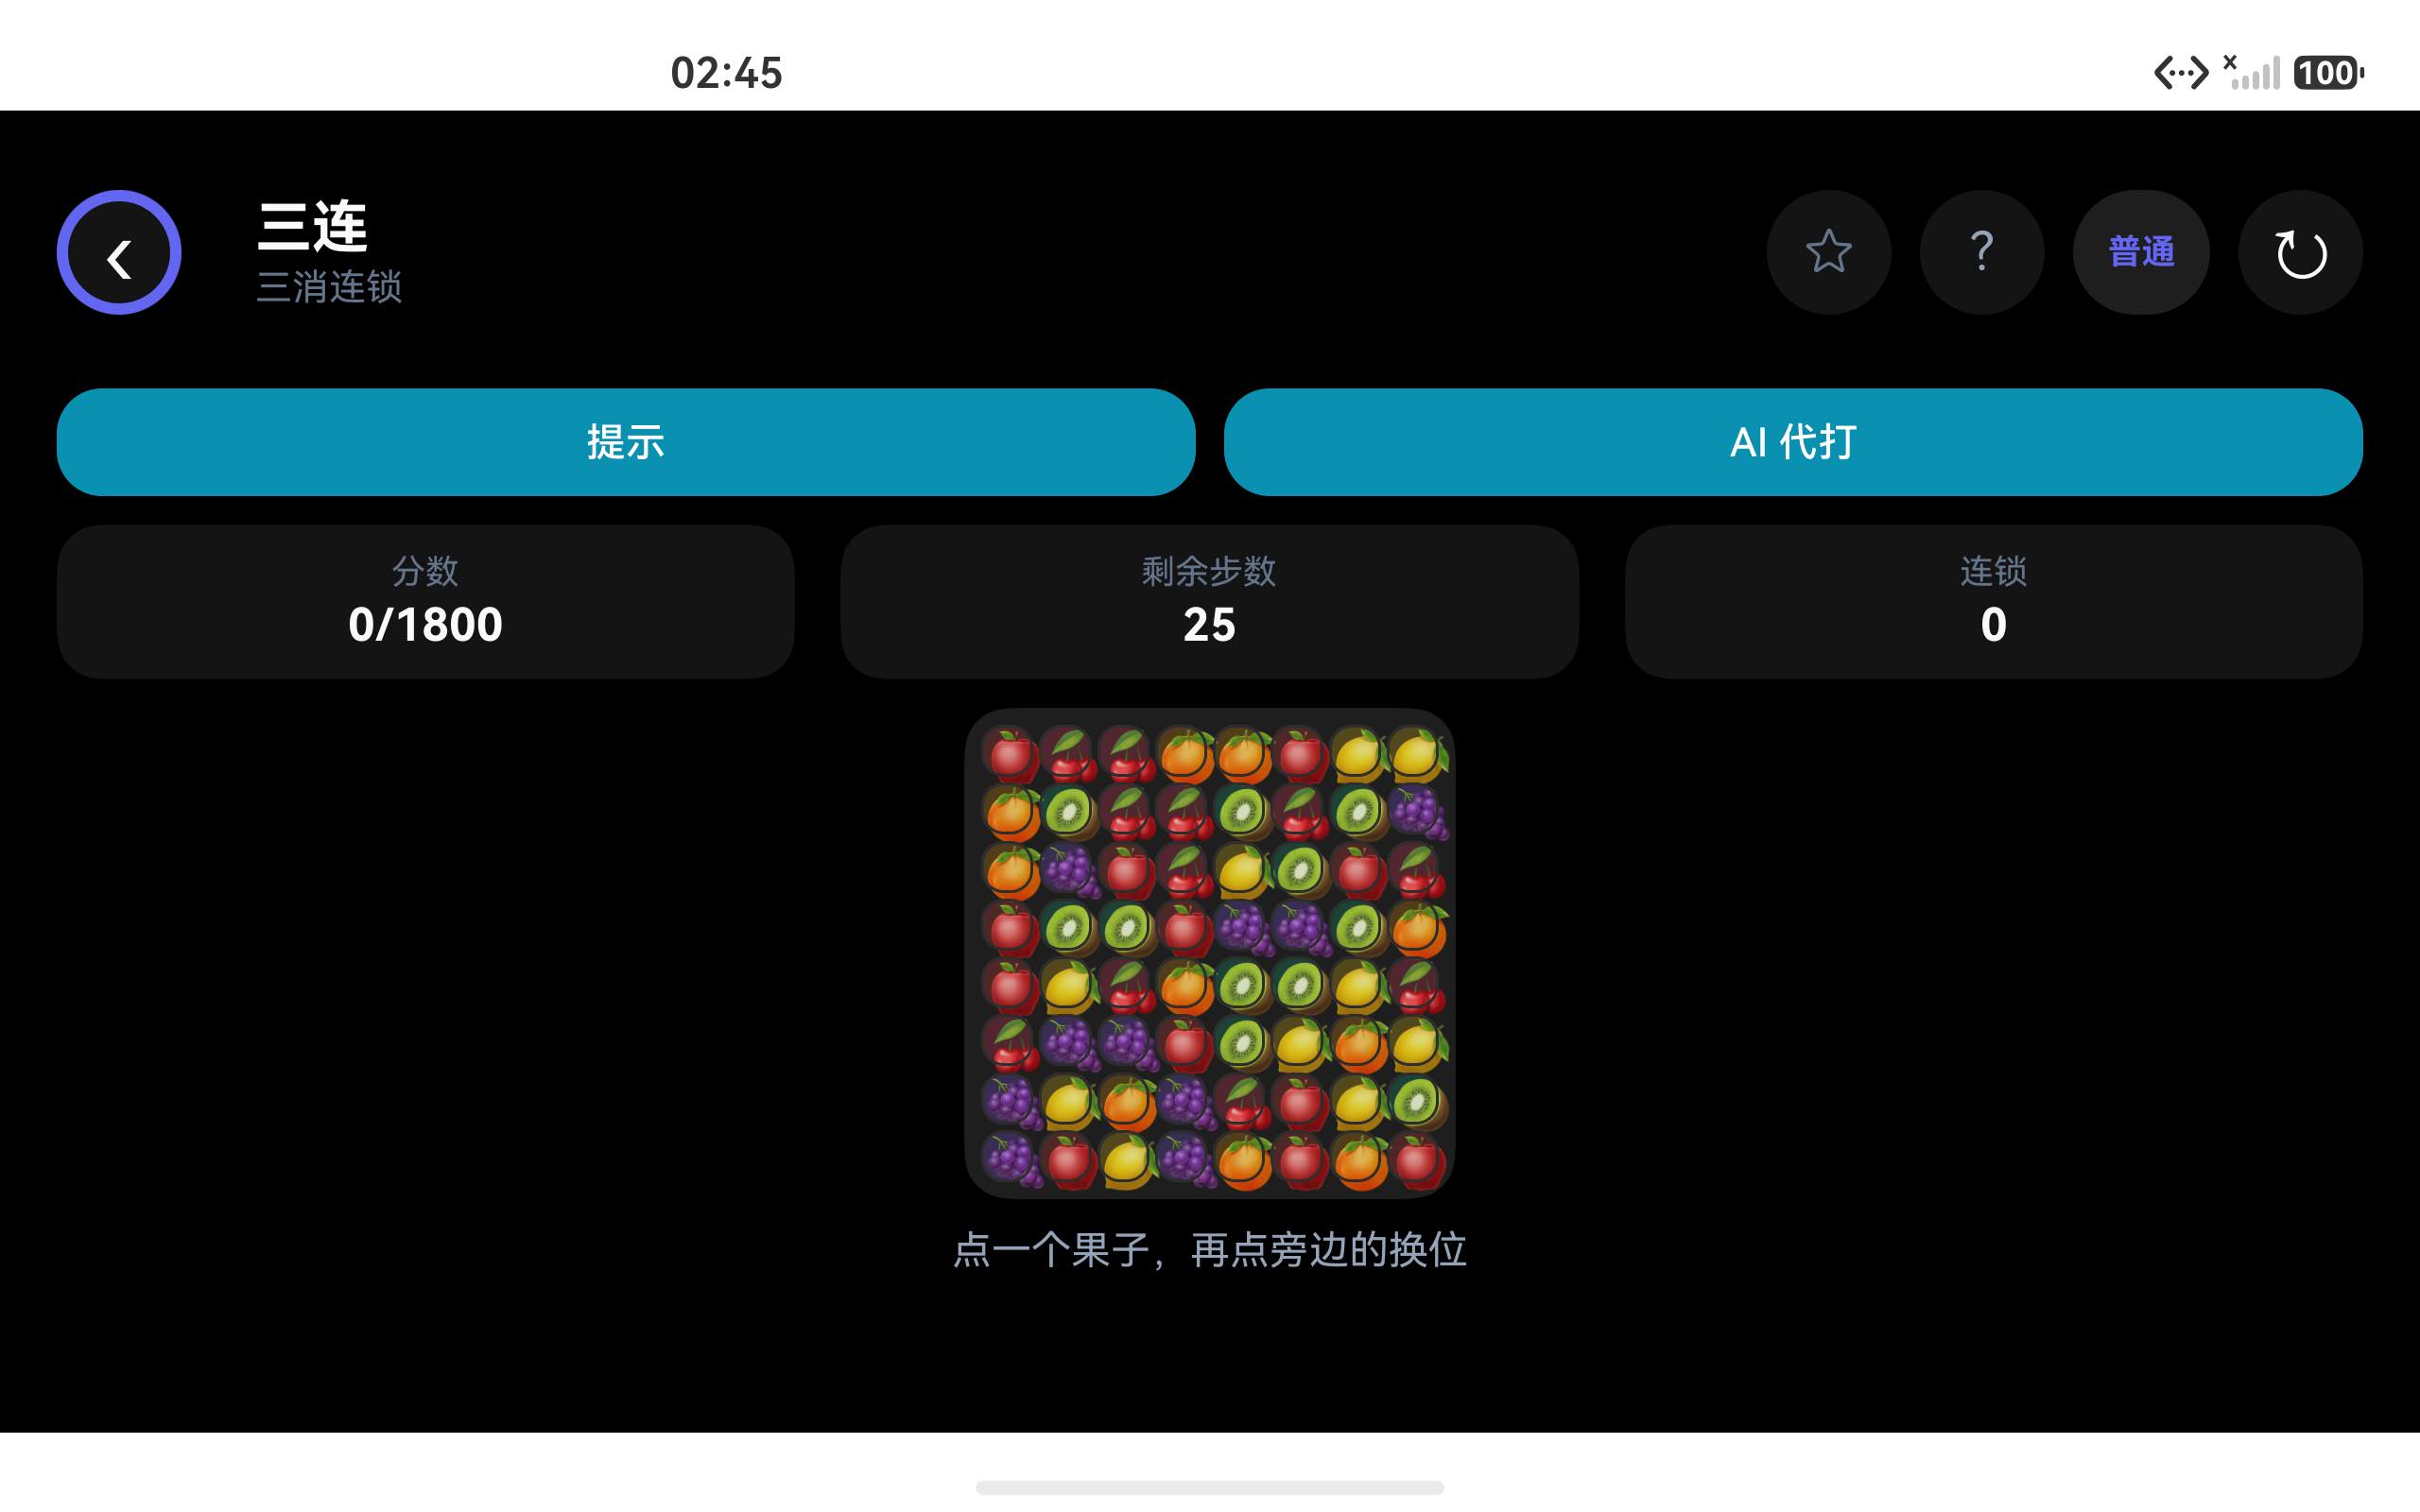 02:45
100
三连
三消连锁
?
普通
提示
AI 代打
分数
0/1800
剩余步数
25
连锁
0
点一个果子，再点旁边的换位